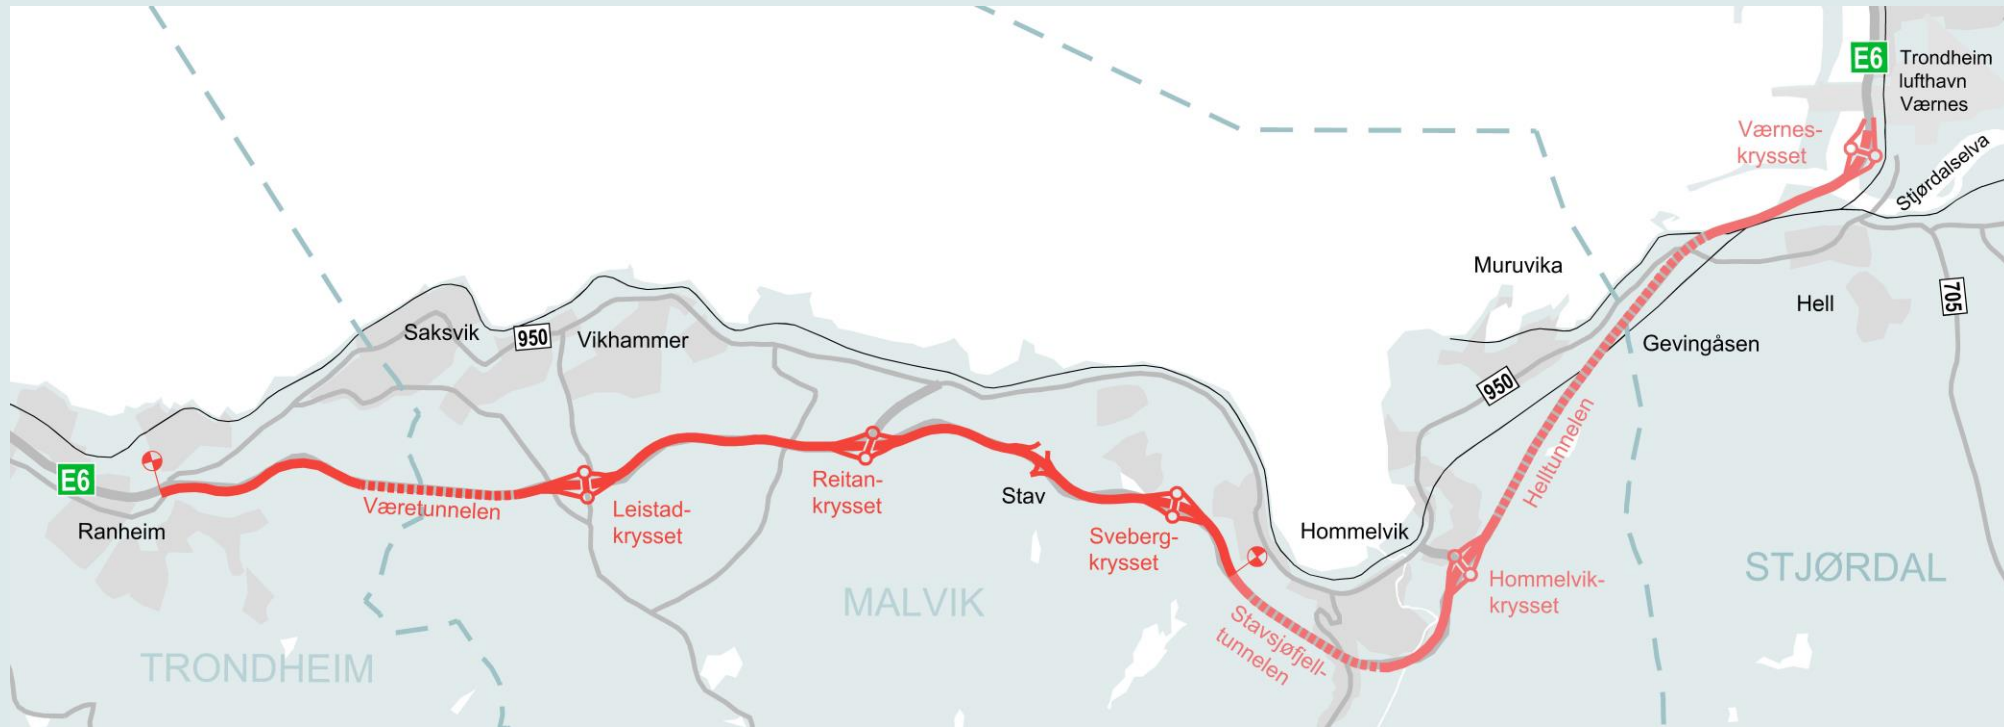 E6
Trondheim
lufthavn
Værnes
Værnes-
krysset
Stjørdalselva
Muruvika
Hell
705
Gevingåsen
Saksvik
950
Vikhammer
950
Helltunnelen
E6
Ranheim
Væretunnelen
Leistad-
krysset
Reitan-
krysset
Stav
Sveberg-
krysset
Hommelvik
Hommelvik-
krysset
Stavsjøfjell-
tunnelen
STJØRDAL
MALVIK
TRONDHEIM